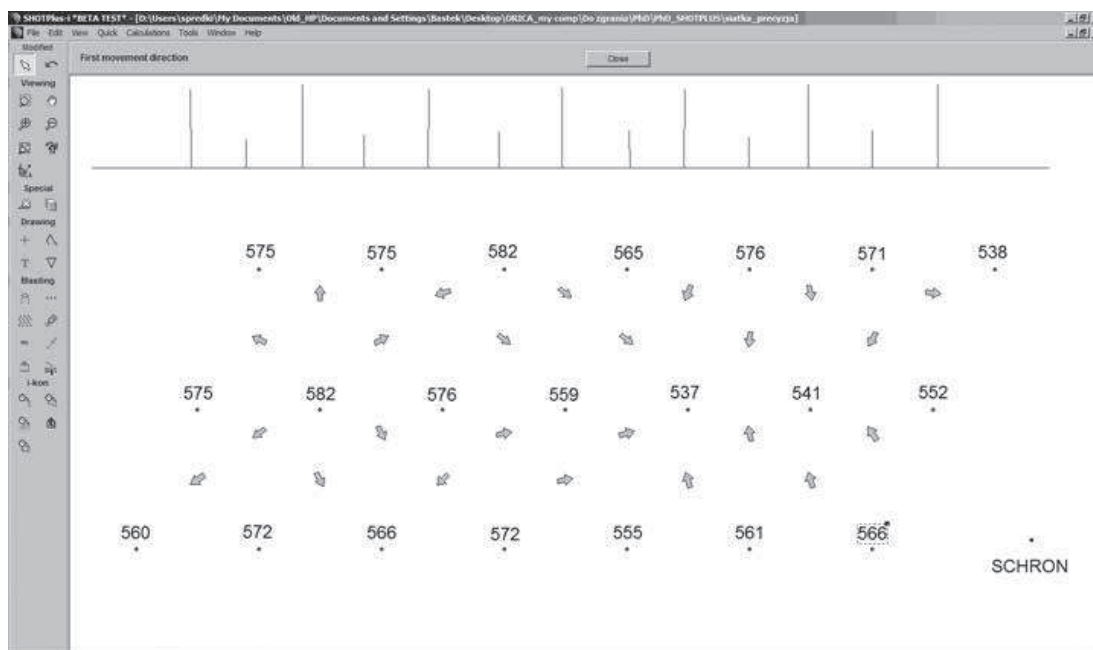 SHOTPlus-i *BETA TEST* - [D:\Users\spredki\My Documents\Old_HP\Documents and Settings\Bastek\Desktop\ORICA_my comp\Do zgrania\PhD\PhD_SHOTPLUS\siatka_precyzja]
File Edit View Quick Calculations Tools Window Help
Modified
First movement direction
Close
Viewing
Special
Drawing
T
Blasting
i-kon
575 575 582 565 576 571 538
575 582 576 559 537 541 552
560 572 566 572 555 561 566
SCHRON